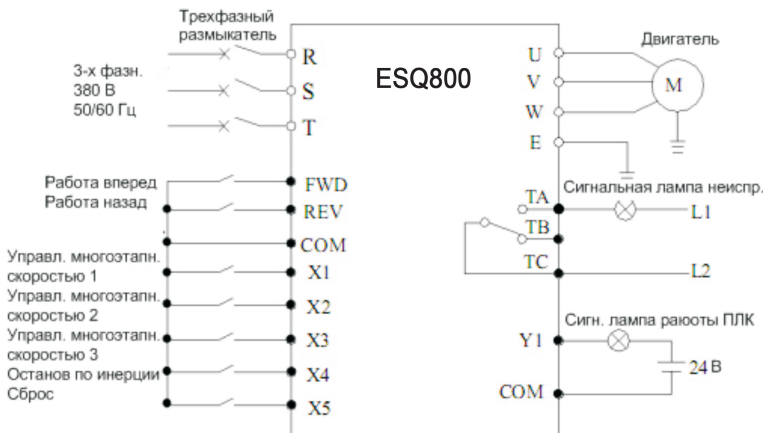 Трехфазный
размыкатель
3-х фазн.
380 В
50/60 Гц
R
S
T
ESQ800
U
V
W
E
Двигатель
M
Работа вперед
Работа назад
FWD
REV
COM
Управл. многоэтапн.
скоростью 1
Управл. многоэтапн.
скоростью 2
Управл. многоэтапн.
скоростью 3
Останов по инерции
Сброс
X1
X2
X3
X4
X5
TA
TB
TC
Сигнальная лампа неиспр.
L1
L2
Сигн. лампа раюоты ПЛК
Y1
COM
24 В